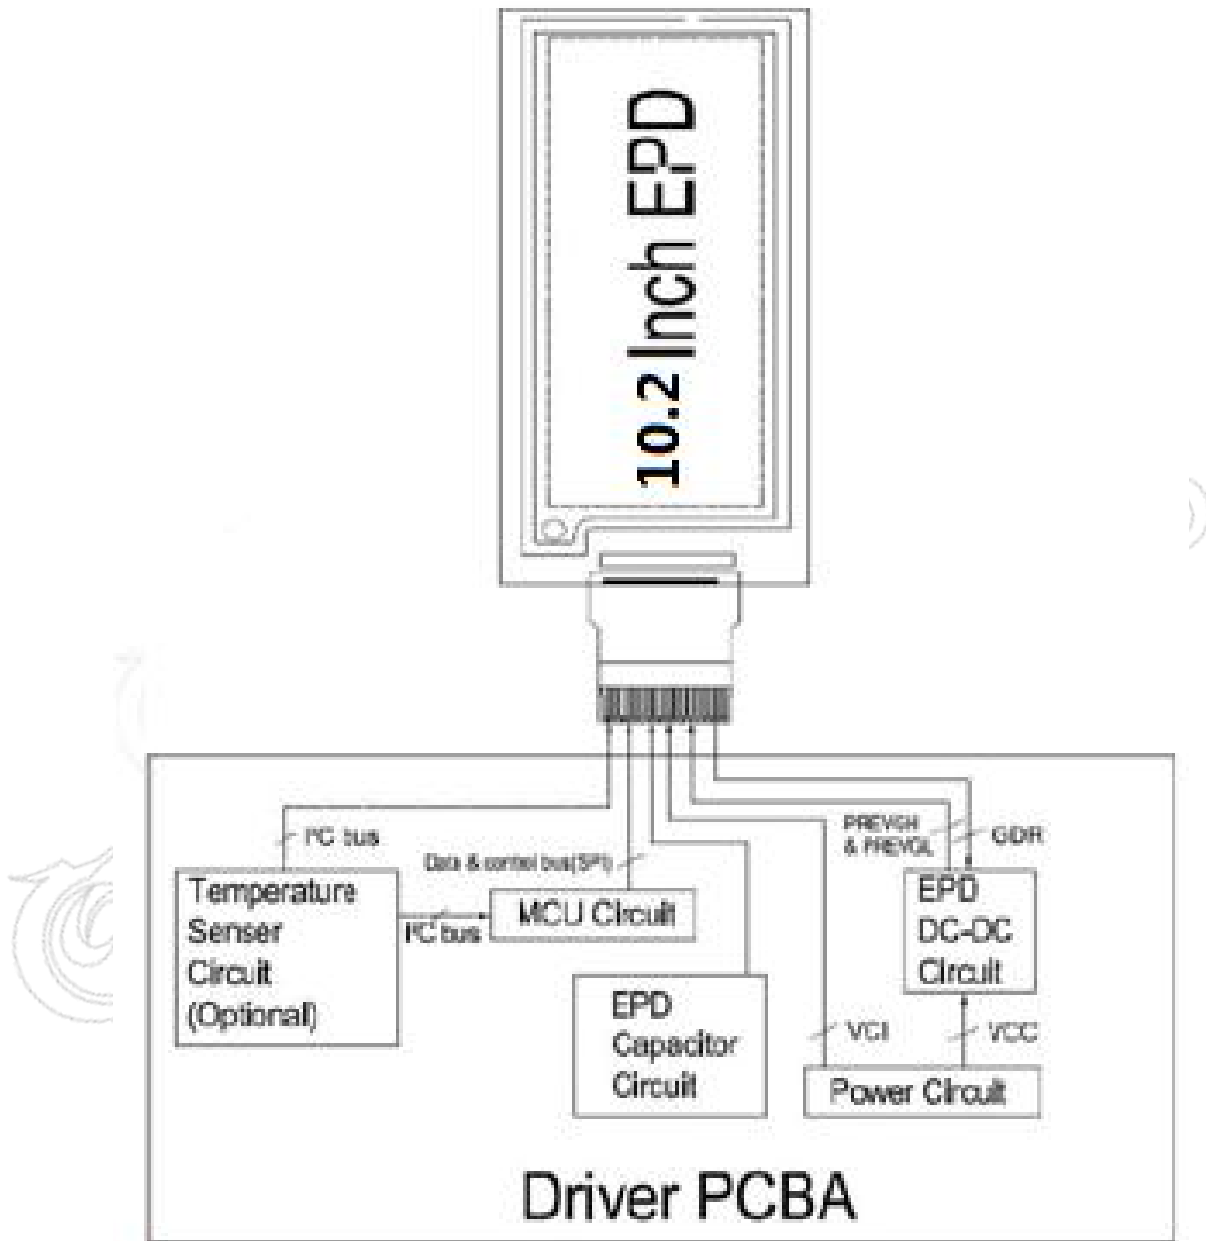 10.2 Inch EPD
I²C bus
Data & control bus(SPI)
PREVGH
& PREVGL
GDR
Temperature
Senser
Circuit
(Optional)
I²C bus
MCU Circuit
EPD
DC-DC
Circuit
EPD
Capacitor
Circuit
VCI
VCC
Power Circuit
Driver PCBA